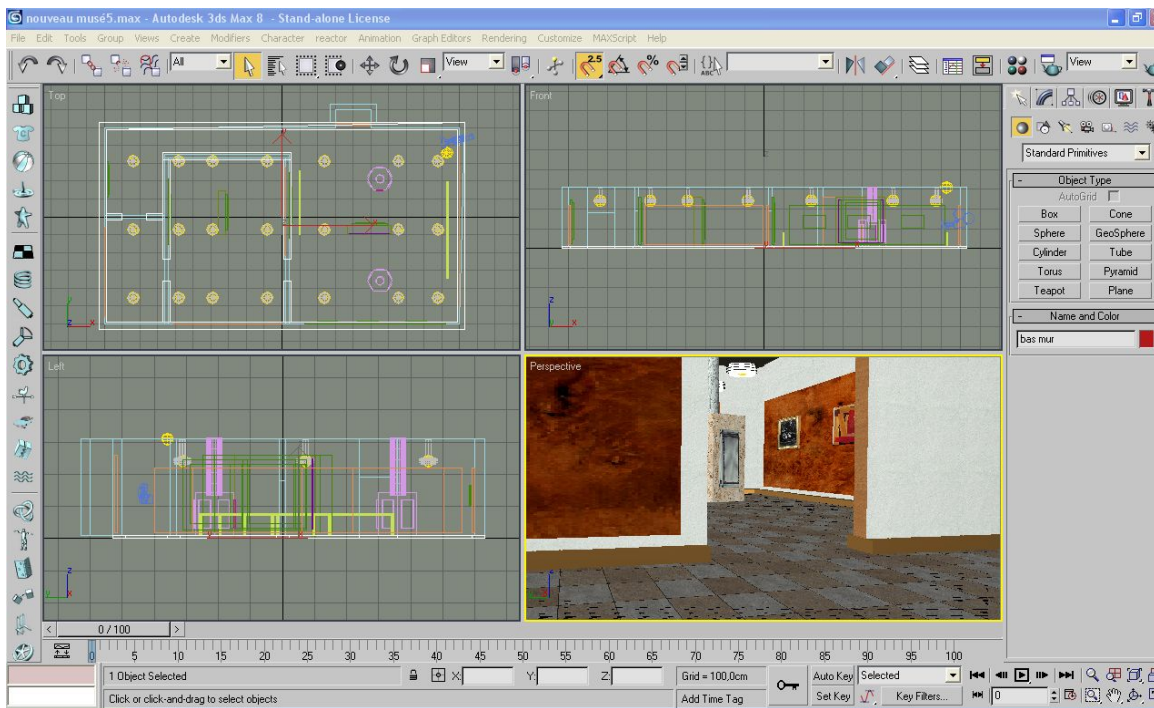 nouveau musé5.max - Autodesk 3ds Max 8 - Stand-alone License
File Edit Tools Group Views Create Modifiers Character reactor Animation Graph Editors Rendering Customize MAXScript Help
All View 2.5 % ABC View
Top
Front
Left
Perspective
Standard Primitives
- Object Type
AutoGrid
Box Cone
Sphere GeoSphere
Cylinder Tube
Torus Pyramid
Teapot Plane
- Name and Color
bas mur
< 0 / 100 >
0 5 10 15 20 25 30 35 40 45 50 55 60 65 70 75 80 85 90 95 100
1 Object Selected X: Y: Z: Grid = 100,0cm Auto Key Selected
Click or click-and-drag to select objects Add Time Tag Set Key Key Filters... 0